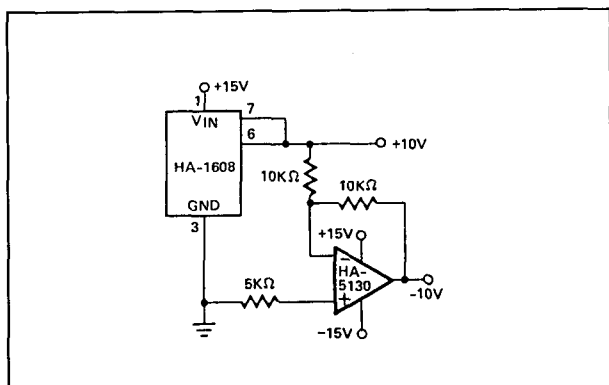 +15V
1
VIN
7
6
HA-1608
GND
3
+10V
10KΩ
10KΩ
+15V
−
HA-
5130
+
5KΩ
-10V
-15V